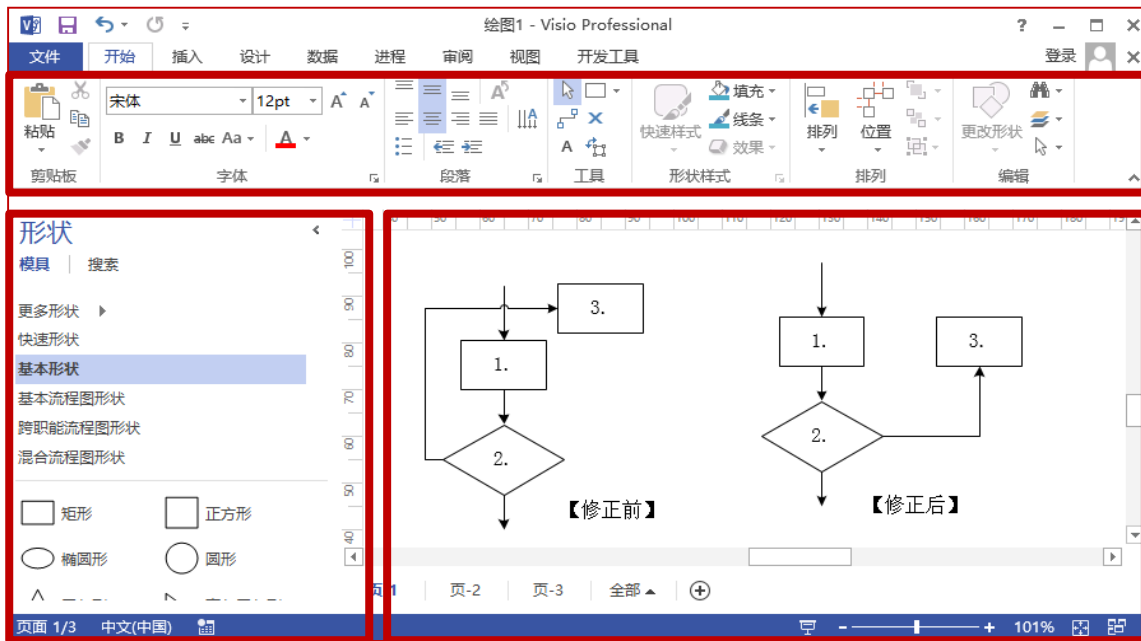 绘图1 - Visio Professional
?
文件 开始 插入 设计 数据 进程 审阅 视图 开发工具 登录
粘贴
宋体 12pt A A
B I U abc Aa A
A
快速样式
填充
线条
效果
排列 位置 更改形状
剪贴板 字体 段落 工具 形状样式 排列 编辑
形状
模具 搜索
更多形状
快速形状
基本形状
基本流程图形状
跨职能流程图形状
混合流程图形状
矩形 正方形
椭圆形 圆形
100
90
80
70
60
50
40
3.
1.
2.
【修正前】
1.
3.
2.
【修正后】
页-2 页-3 全部
页面 1/3 中文(中国) 101%